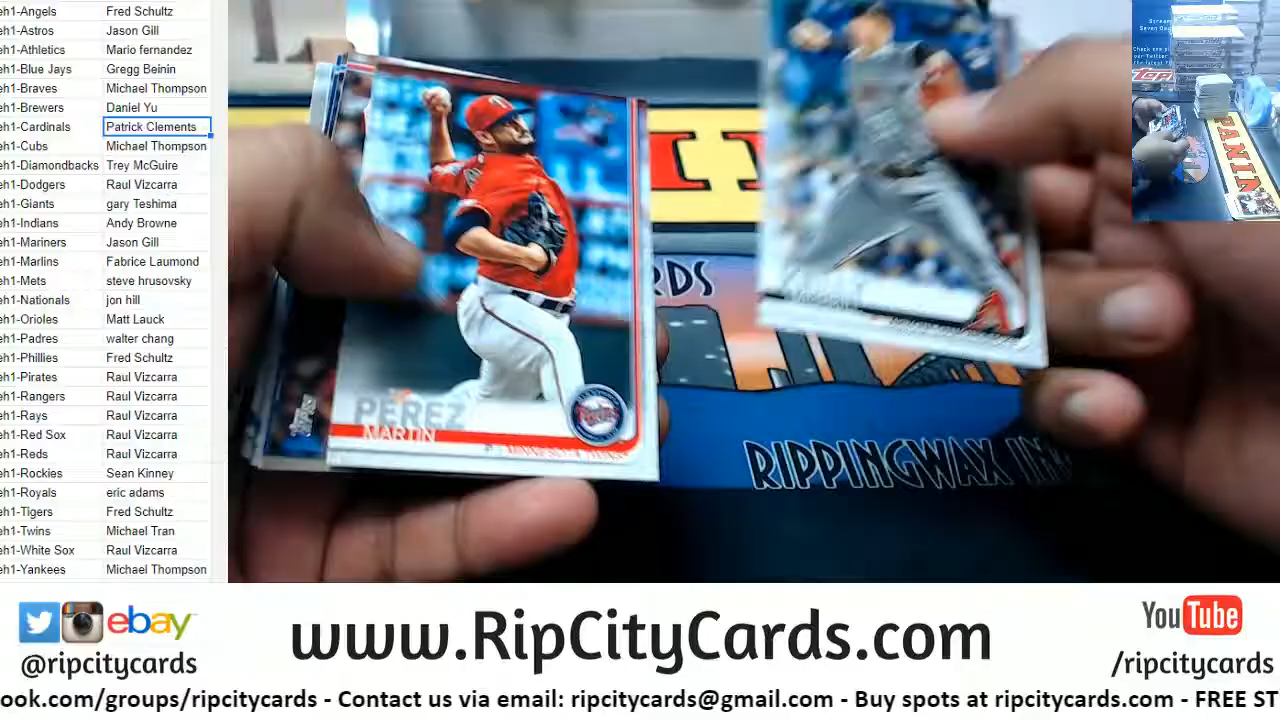 eh1-Angels Fred Schultz
eh1-Astros Jason Gill
eh1-Athletics Mario fernandez
eh1-Blue Jays Gregg Beinin
eh1-Braves Michael Thompson
eh1-Brewers Daniel Yu
eh1-Cardinals Patrick Clements
eh1-Cubs Michael Thompson
eh1-Diamondbacks Trey McGuire
eh1-Dodgers Raul Vizcarra
eh1-Giants gary Teshima
eh1-Indians Andy Browne
eh1-Mariners Jason Gill
eh1-Marlins Fabrice Laumond
eh1-Mets steve hrusovsky
eh1-Nationals jon hill
eh1-Orioles Matt Lauck
eh1-Padres walter chang
eh1-Phillies Fred Schultz
eh1-Pirates Raul Vizcarra
eh1-Rangers Raul Vizcarra
eh1-Rays Raul Vizcarra
eh1-Red Sox Raul Vizcarra
eh1-Reds Raul Vizcarra
eh1-Rockies Sean Kinney
eh1-Royals eric adams
eh1-Tigers Fred Schultz
eh1-Twins Michael Tran
eh1-White Sox Raul Vizcarra
eh1-Yankees Michael Thompson
PEREZ
MARTIN
Topps
RDS
RIPPINGWAX IN
PANINI
ebay
@ripcitycards
www.RipCityCards.com
YouTube
/ripcitycards
ook.com/groups/ripcitycards - Contact us via email: ripcitycards@gmail.com - Buy spots at ripcitycards.com - FREE ST